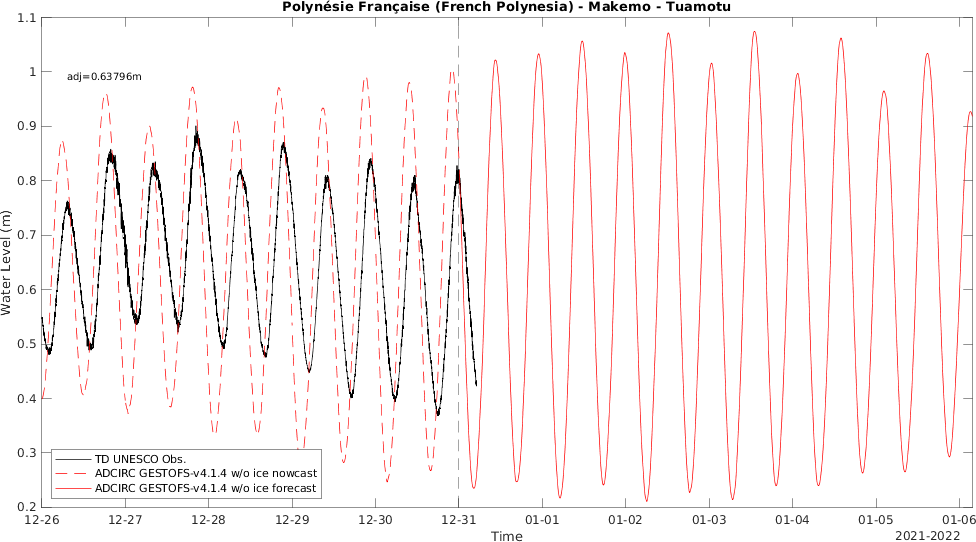 Polynésie Française (French Polynesia) - Makemo - Tuamotu
1.1
1
0.9
0.8
0.7
0.6
0.5
0.4
0.3
0.2
Water Level (m)
adj=0.63796m
TD UNESCO Obs.
ADCIRC GESTOFS-v4.1.4 w/o ice nowcast
ADCIRC GESTOFS-v4.1.4 w/o ice forecast
12-26 12-27 12-28 12-29 12-30 12-31 01-01 01-02 01-03 01-04 01-05 01-06
Time
2021-2022